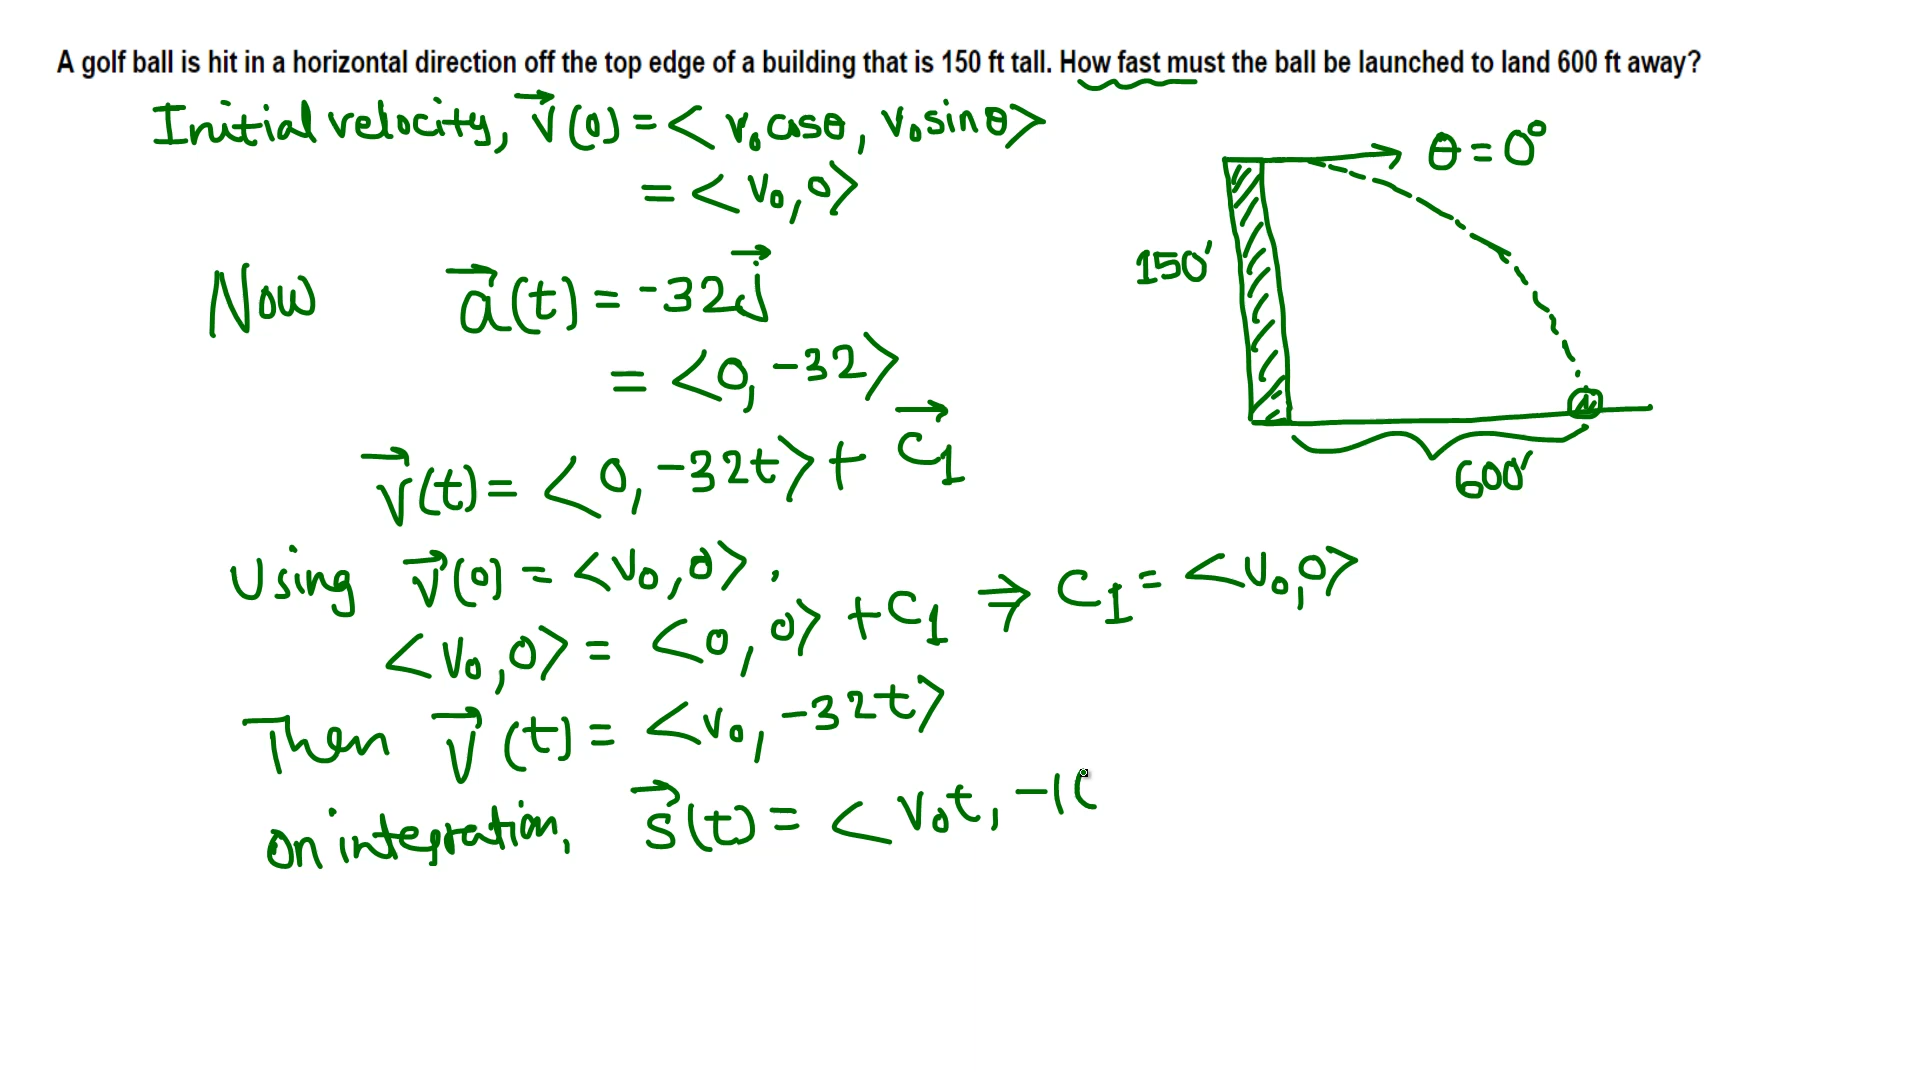 A golf ball is hit in a horizontal direction off the top edge of a building that is 150 ft tall. How fast must the ball be launched to land 600 ft away?
Initial velocity, v⃗(0) = <v₀cosθ, v₀sinθ>
= <v₀, 0>
θ = 0°
150'
600'
Now a⃗(t) = -32j⃗
= <0, -32>
v⃗(t) = <0, -32t> + C⃗₁
Using v⃗(0) = <v₀, 0>.
<v₀, 0> = <0, 0> + C₁ ⇒ C₁ = <v₀, 0>
Then v⃗(t) = <v₀, -32t>
on integration, s⃗(t) = <v₀t, -1